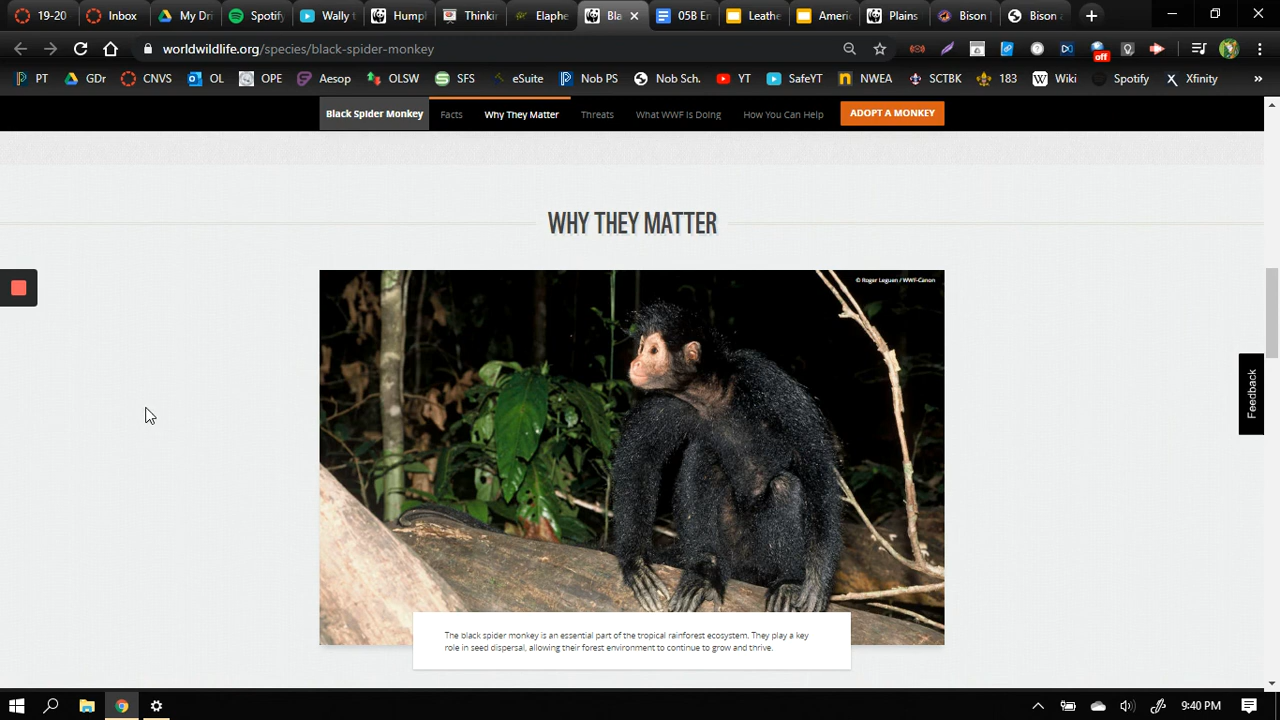 19-20 Inbox My Dri Spotify Wally t Humpl Thinki Elaphe Bla 05B En Leathe Americ Plains Bison | Bison a
worldwildlife.org/species/black-spider-monkey
off
PT GDr CNVS OL OPE Aesop OLSW SFS eSuite Nob PS Nob Sch. YT SafeYT NWEA SCTBK 183 Wiki Spotify Xfinity »
Black Spider Monkey Facts Why They Matter Threats What WWF Is Doing How You Can Help ADOPT A MONKEY
WHY THEY MATTER
© Roger Leguen / WWF-Canon
Feedback
The black spider monkey is an essential part of the tropical rainforest ecosystem. They play a key
role in seed dispersal, allowing their forest environment to continue to grow and thrive.
9:40 PM